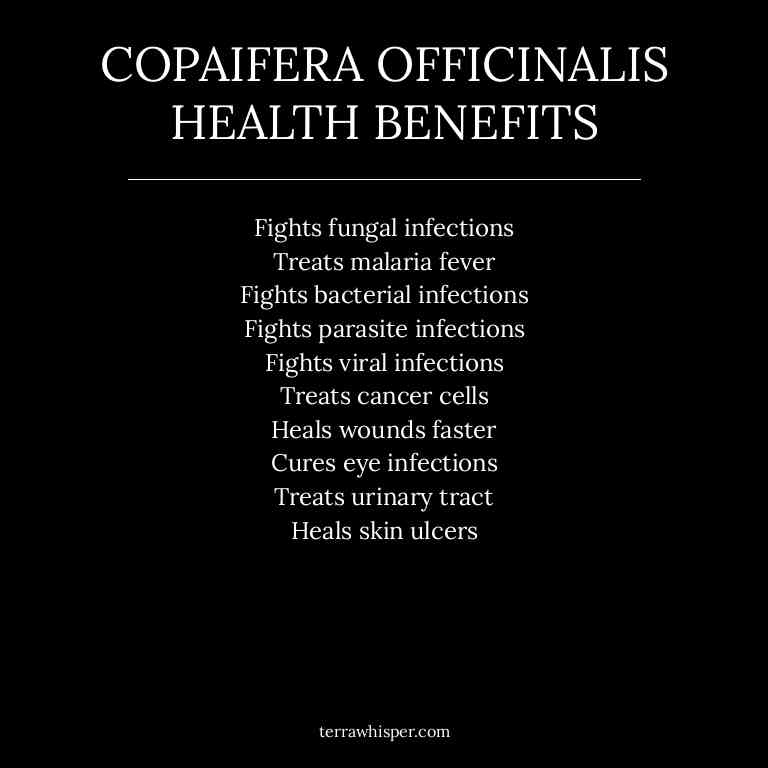 COPAIFERA OFFICINALIS
HEALTH BENEFITS
Fights fungal infections
Treats malaria fever
Fights bacterial infections
Fights parasite infections
Fights viral infections
Treats cancer cells
Heals wounds faster
Cures eye infections
Treats urinary tract
Heals skin ulcers
terrawhisper.com